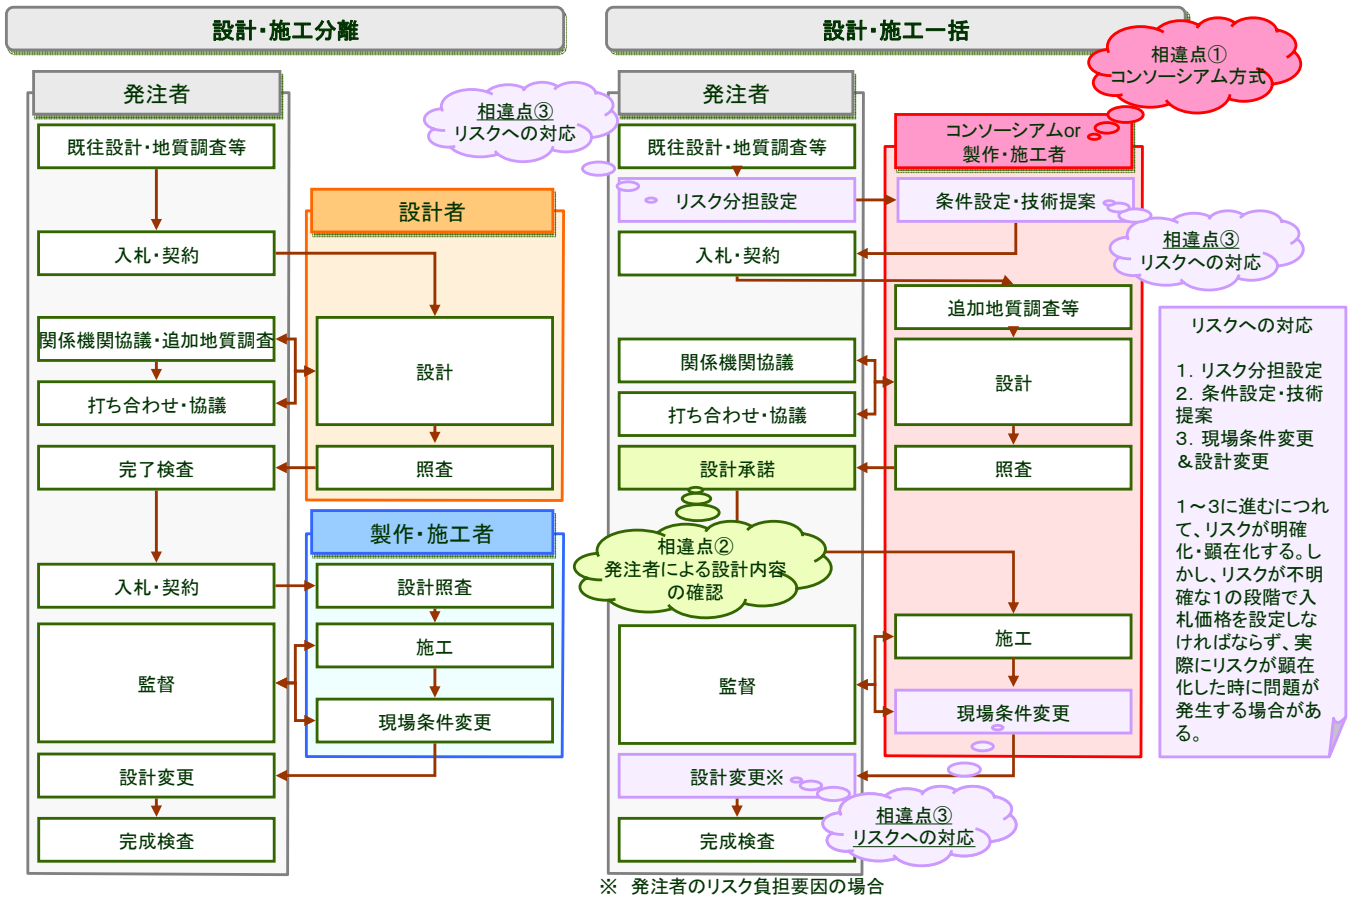 設計・施工分離
発注者
既往設計・地質調査等
設計者
入札・契約
関係機関協議・追加地質調査
設計
打ち合わせ・協議
完了検査
照査
製作・施工者
入札・契約
設計照査
施工
監督
現場条件変更
設計変更
完成検査
設計・施工一括
相違点①
コンソーシアム方式
発注者
相違点③
リスクへの対応
コンソーシアムor
製作・施工者
既往設計・地質調査等
リスク分担設定
条件設定・技術提案
相違点③
リスクへの対応
入札・契約
追加地質調査等
関係機関協議
設計
打ち合わせ・協議
設計承諾
照査
相違点②
発注者による設計内容
の確認
施工
監督
現場条件変更
設計変更※
相違点③
リスクへの対応
完成検査
※　発注者のリスク負担要因の場合
リスクへの対応
1. リスク分担設定
2. 条件設定・技術
提案
3. 現場条件変更
＆設計変更
1～3に進むにつれ
て、リスクが明確
化・顕在化する。し
かし、リスクが不明
確な1の段階で入
札価格を設定しな
ければならず、実
際にリスクが顕在
化した時に問題が
発生する場合があ
る。